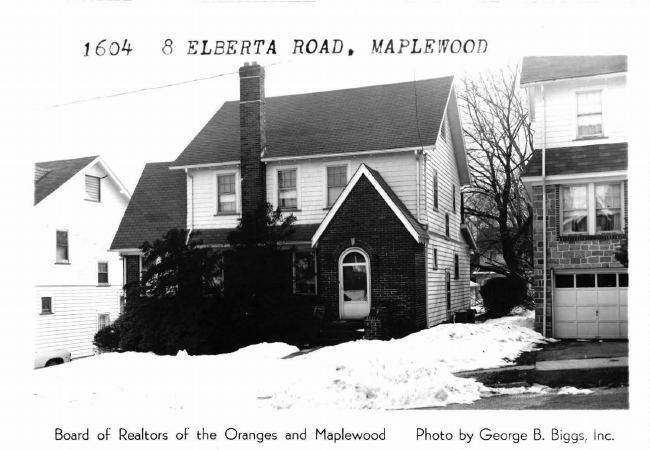 1604 8 ELBERTA ROAD, MAPLEWOOD
Board of Realtors of the Oranges and Maplewood Photo by George B. Biggs, Inc.